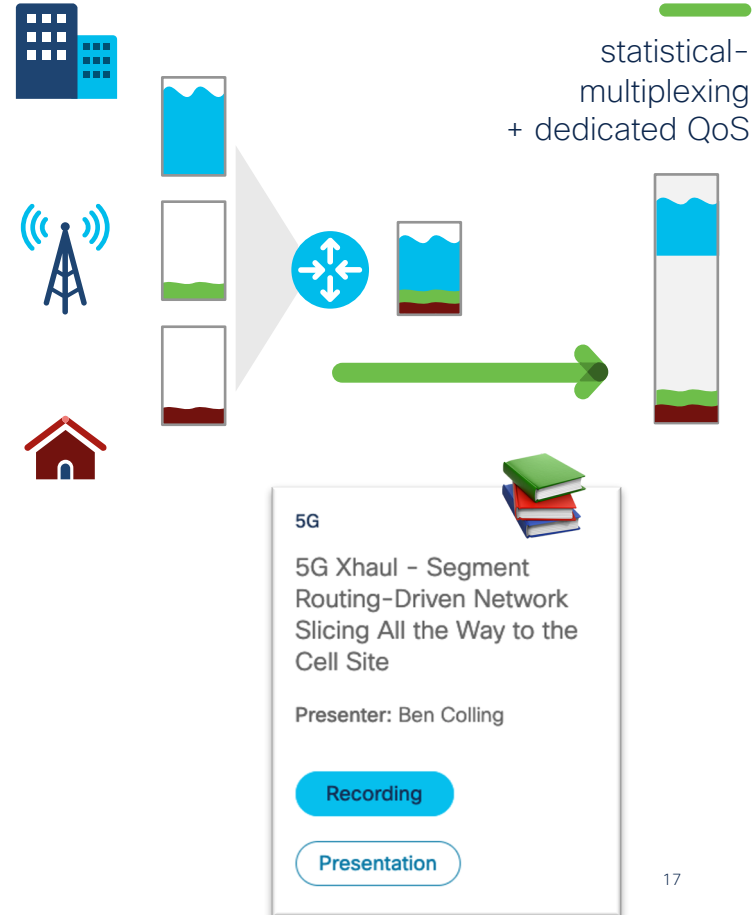 statistical-
multiplexing
+ dedicated QoS
5G
5G Xhaul - Segment
Routing-Driven Network
Slicing All the Way to the
Cell Site
Presenter: Ben Colling
Recording
Presentation
17